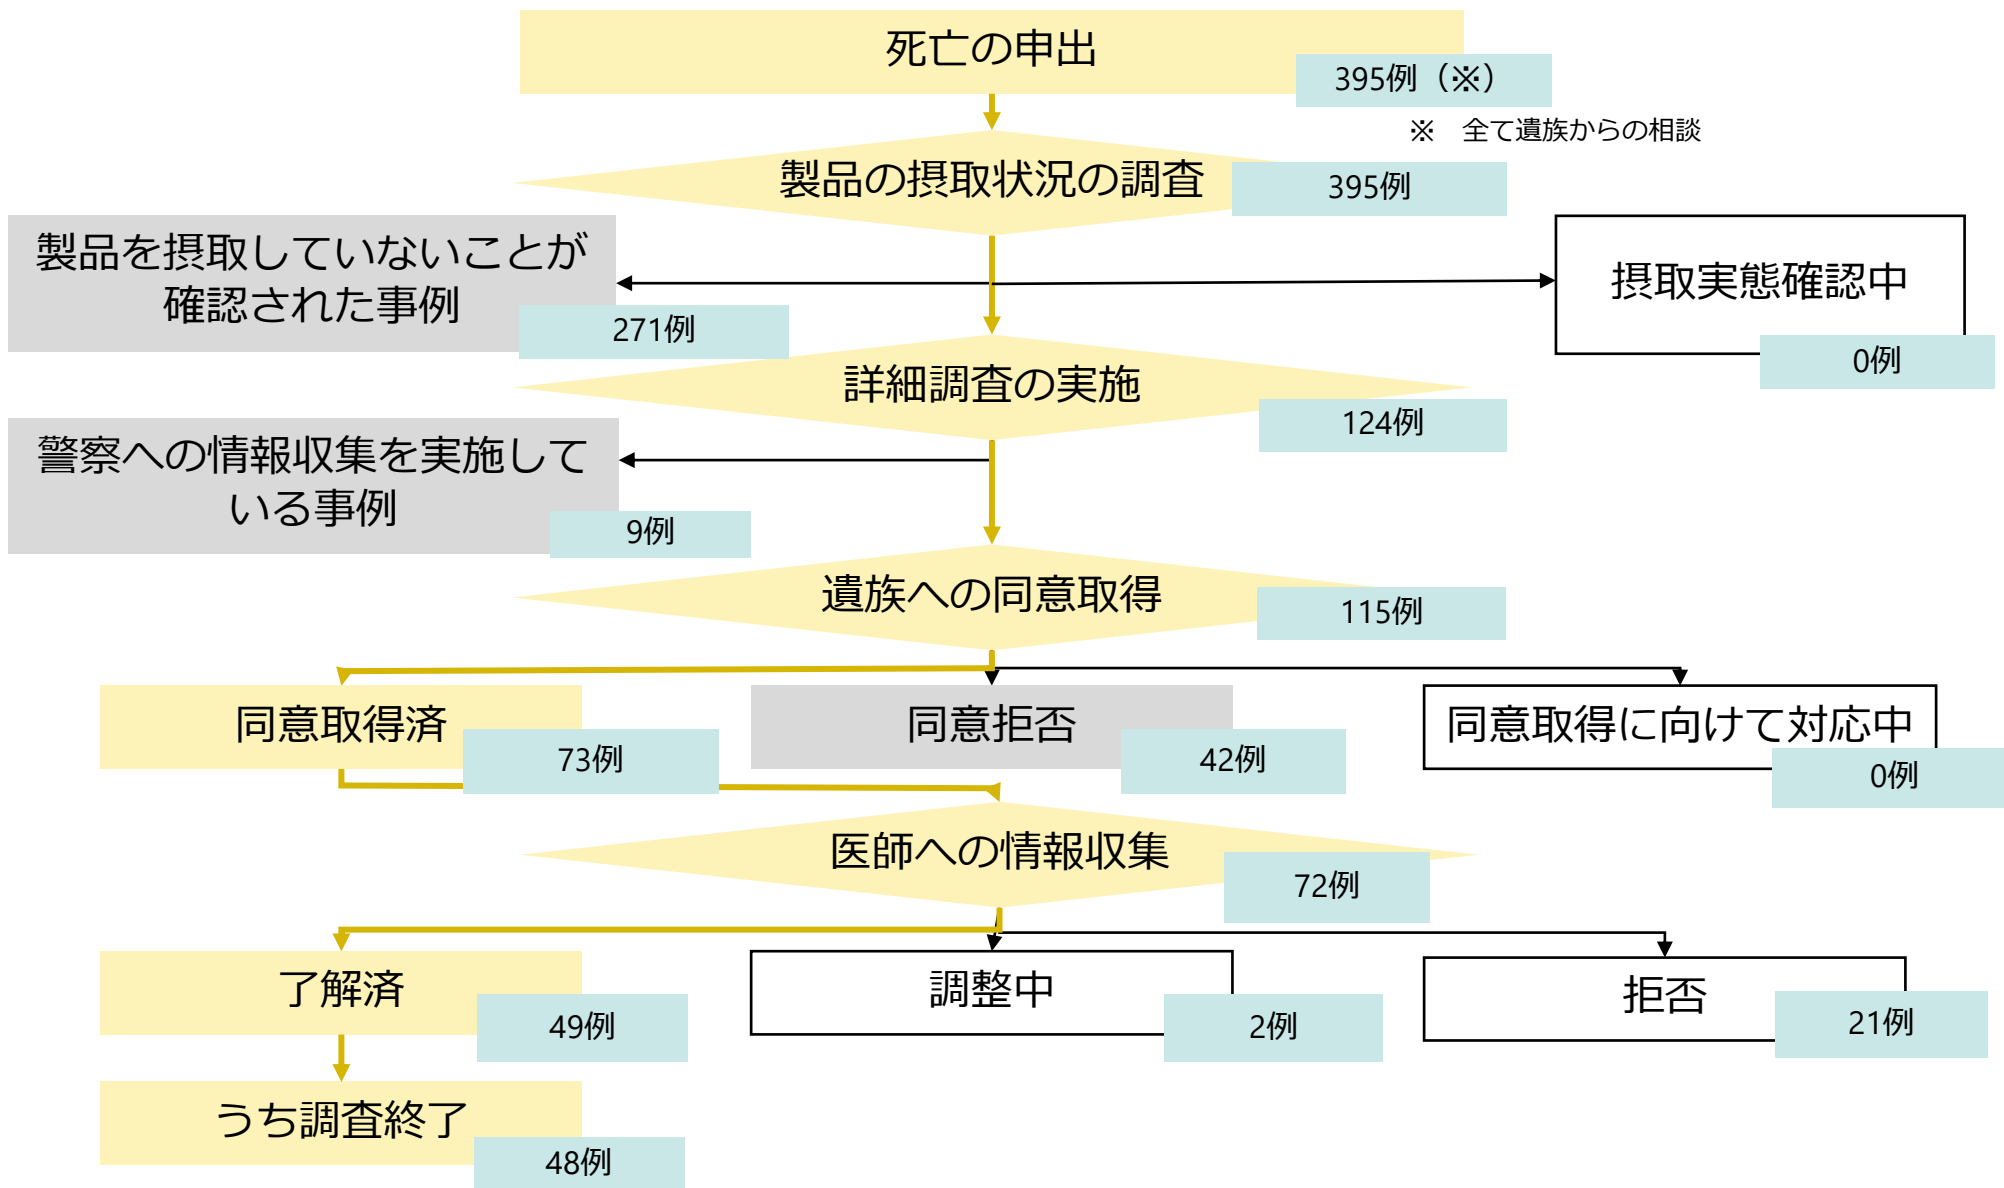 死亡の申出
395例（※）
※　全て遺族からの相談
製品の摂取状況の調査
395例
製品を摂取していないことが
確認された事例
271例
摂取実態確認中
0例
詳細調査の実施
124例
警察への情報収集を実施して
いる事例
9例
遺族への同意取得
115例
同意取得済
73例
同意拒否
42例
同意取得に向けて対応中
0例
医師への情報収集
72例
了解済
49例
調整中
2例
拒否
21例
うち調査終了
48例